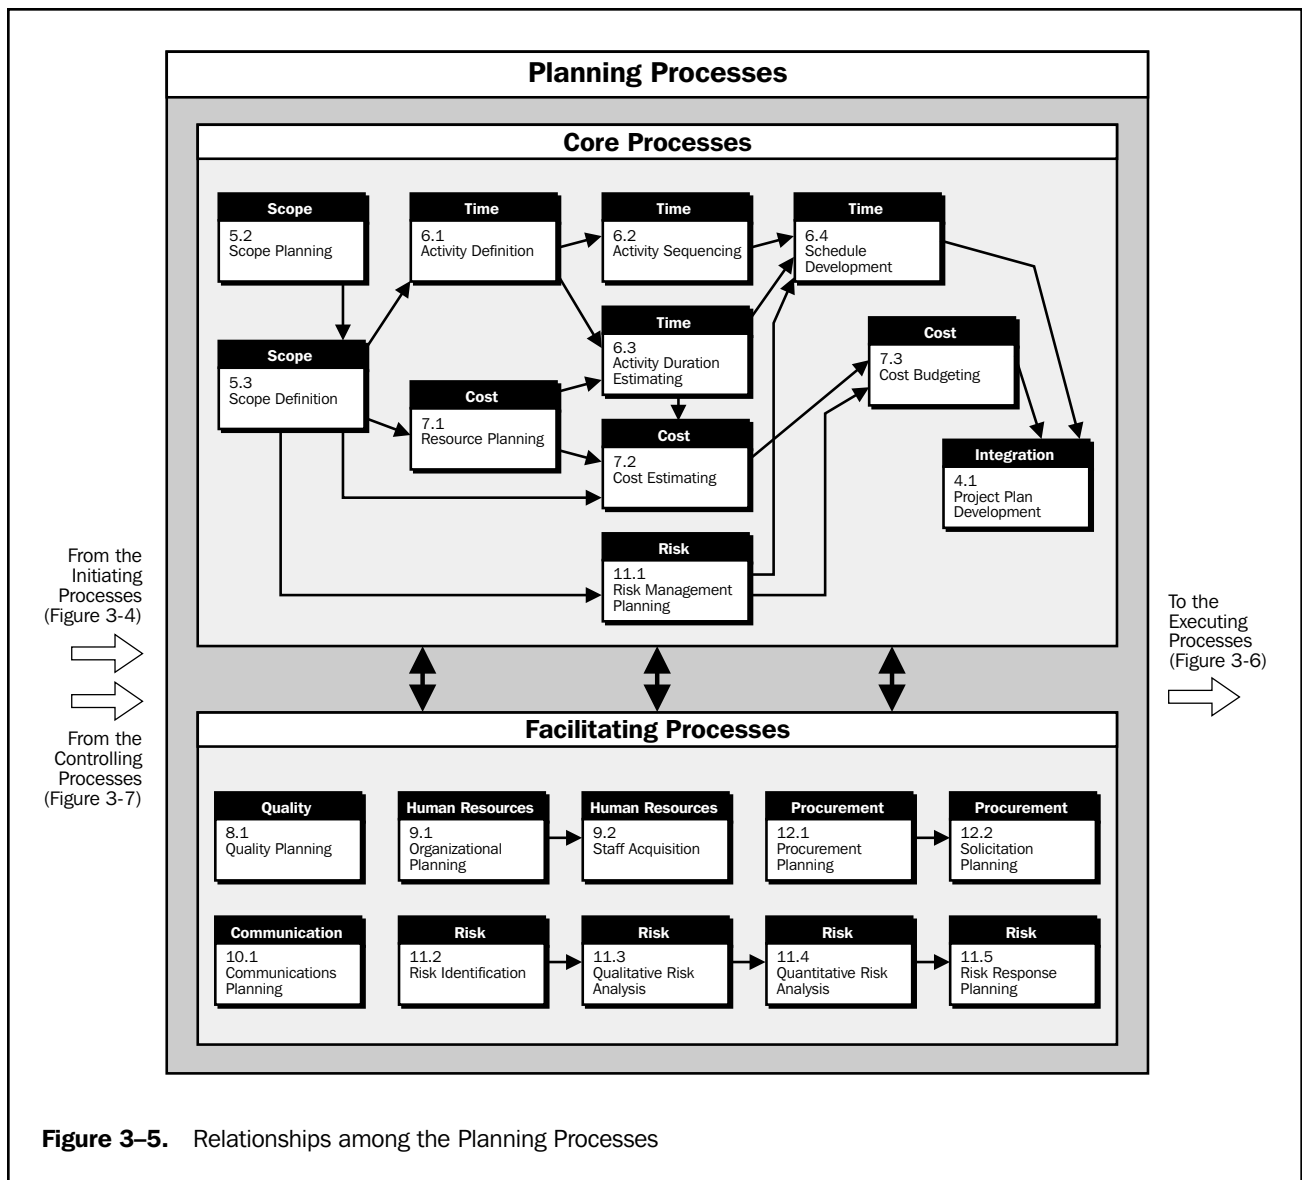 Planning Processes
Core Processes
Scope
5.2
Scope Planning
Time
6.1
Activity Definition
Time
6.2
Activity Sequencing
Time
6.4
Schedule
Development
Scope
5.3
Scope Definition
Cost
7.1
Resource Planning
Time
6.3
Activity Duration
Estimating
Cost
7.2
Cost Estimating
Cost
7.3
Cost Budgeting
Integration
4.1
Project Plan
Development
Risk
11.1
Risk Management
Planning
From the
Initiating
Processes
(Figure 3-4)
From the
Controlling
Processes
(Figure 3-7)
To the
Executing
Processes
(Figure 3-6)
Facilitating Processes
Quality
8.1
Quality Planning
Human Resources
9.1
Organizational
Planning
Human Resources
9.2
Staff Acquisition
Procurement
12.1
Procurement
Planning
Procurement
12.2
Solicitation
Planning
Communication
10.1
Communications
Planning
Risk
11.2
Risk Identification
Risk
11.3
Qualitative Risk
Analysis
Risk
11.4
Quantitative Risk
Analysis
Risk
11.5
Risk Response
Planning
Figure 3–5. Relationships among the Planning Processes